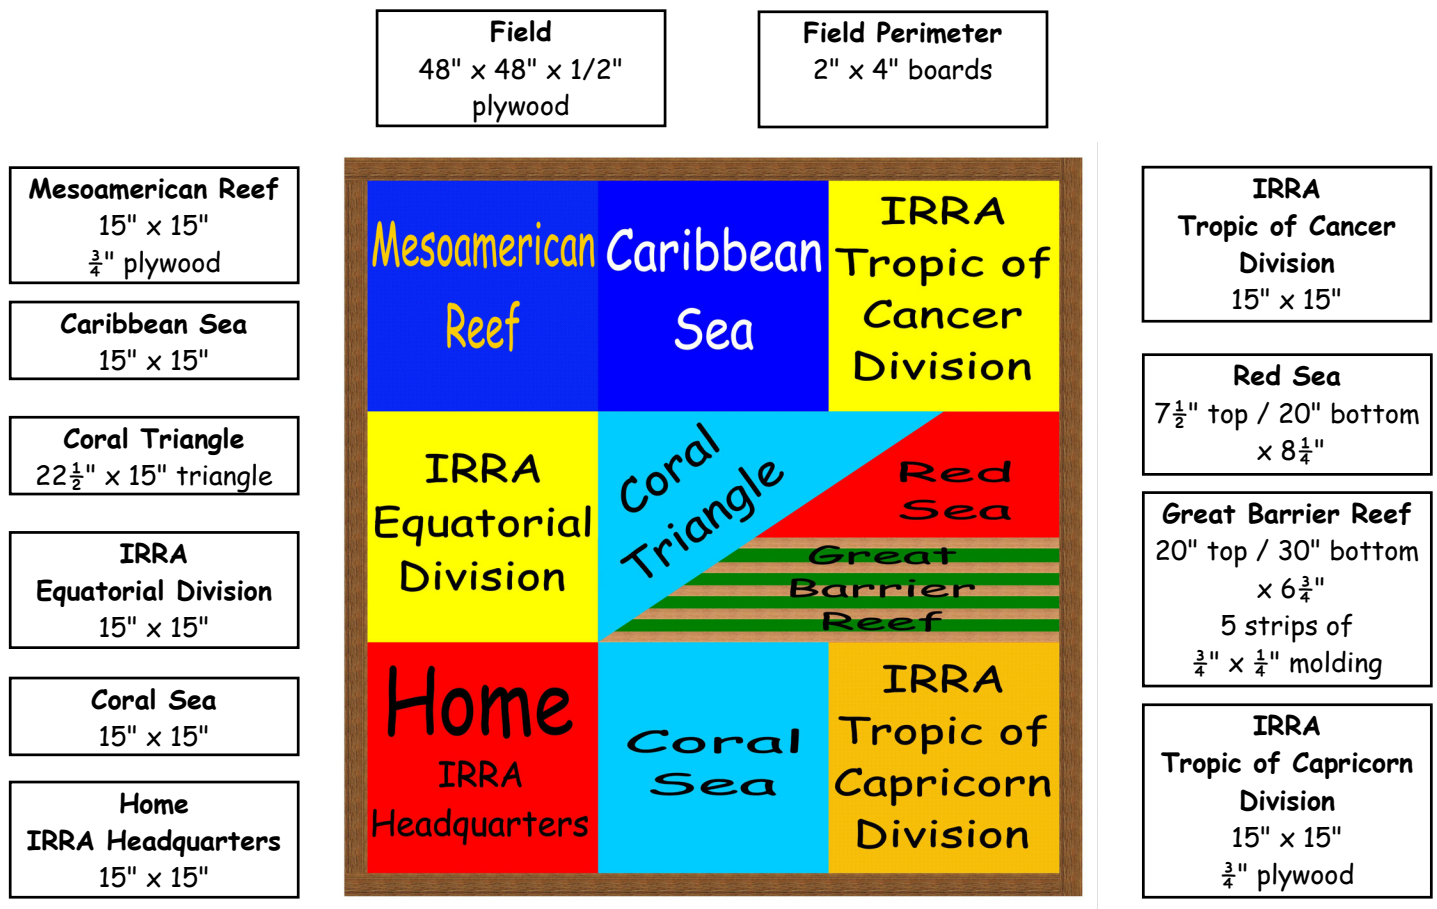 Field
48" x 48" x 1/2"
plywood
Field Perimeter
2" x 4" boards
Mesoamerican Reef
15" x 15"
¾" plywood
Caribbean Sea
15" x 15"
Coral Triangle
22½" x 15" triangle
IRRA
Equatorial Division
15" x 15"
Coral Sea
15" x 15"
Home
IRRA Headquarters
15" x 15"
Mesoamerican
Reef
Caribbean
Sea
IRRA
Tropic of
Cancer
Division
IRRA
Equatorial
Division
Coral
Triangle
Red
Sea
Great
Barrier
Reef
Home
IRRA
Headquarters
Coral
Sea
IRRA
Tropic of
Capricorn
Division
IRRA
Tropic of Cancer
Division
15" x 15"
Red Sea
7½" top / 20" bottom
x 8¼"
Great Barrier Reef
20" top / 30" bottom
x 6¾"
5 strips of
¾" x ¼" molding
IRRA
Tropic of Capricorn
Division
15" x 15"
¾" plywood